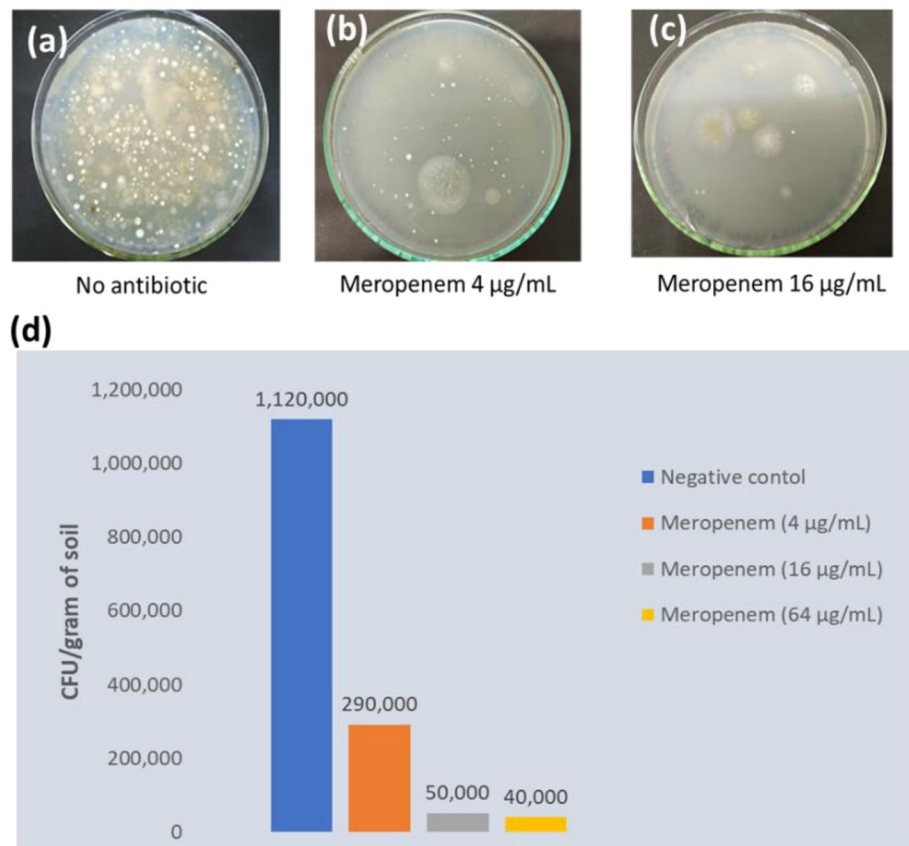 (a)
(b)
(c)
No antibiotic
Meropenem 4 µg/mL
Meropenem 16 µg/mL
(d)
CFU/gram of soil
1,200,000
1,000,000
800,000
600,000
400,000
200,000
0
1,120,000
290,000
50,000
40,000
Negative contol
Meropenem (4 µg/mL)
Meropenem (16 µg/mL)
Meropenem (64 µg/mL)